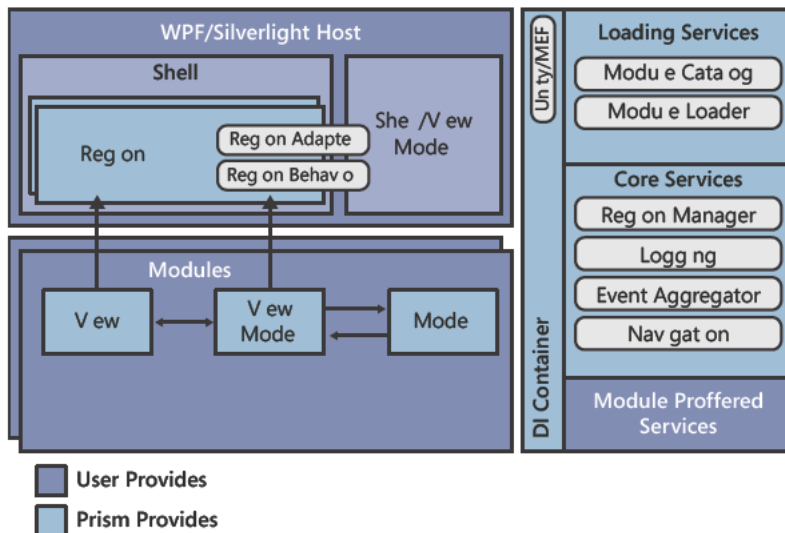 WPF/Silverlight Host
Shell
Reg on
Reg on Adapte
Reg on Behav o
She /V ew
Mode
Modules
V ew
V ew
Mode
Mode
Un ty/MEF
DI Container
Loading Services
Modu e Cata og
Modu e Loader
Core Services
Reg on Manager
Logg ng
Event Aggregator
Nav gat on
Module Proffered
Services
User Provides
Prism Provides